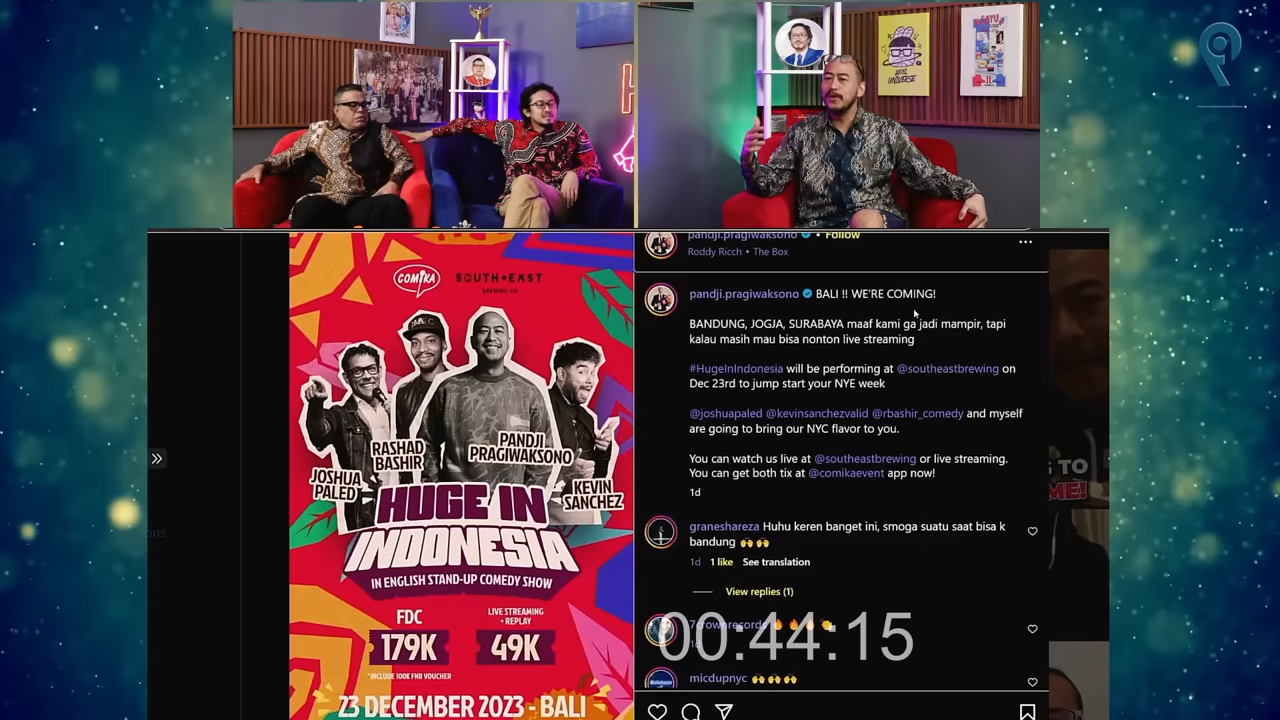 COMIKA
SOUTH*EAST
BREWING CO.
JOSHUA
PALED
RASHAD
BASHIR
PANDJI
PRAGIWAKSONO
KEVIN
SANCHEZ
HUGE IN
INDONESIA
IN ENGLISH STAND-UP COMEDY SHOW
FDC
179K
*INCLUDE 100K FNB VOUCHER
LIVE STREAMING
+ REPLAY
49K
23 DECEMBER 2023 - BALI
pandji.pragiwaksono • Follow
Roddy Ricch • The Box
pandji.pragiwaksono BALI !! WE'RE COMING!
BANDUNG, JOGJA, SURABAYA maaf kami ga jadi mampir, tapi
kalau masih mau bisa nonton live streaming
#HugeInIndonesia will be performing at @southeastbrewing on
Dec 23rd to jump start your NYE week
@joshuapaled @kevinsanchezvalid @rbashir_comedy and myself
are going to bring our NYC flavor to you.
You can watch us live at @southeastbrewing or live streaming.
You can get both tix at @comikaevent app now!
1d
graneshareza Huhu keren banget ini, smoga suatu saat bisa k
bandung 🙌🙌
1d 1 like See translation
View replies (1)
7crownrecords 🔥🔥🔥👏
00:44:15
micdupnyc 🙌🙌🙌
TO
ME!